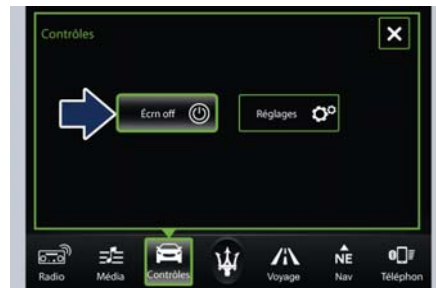 Contrôles
Écrn off
Réglages
Radio
Média
Contrôles
Voyage
NE
Nav
Téléphon